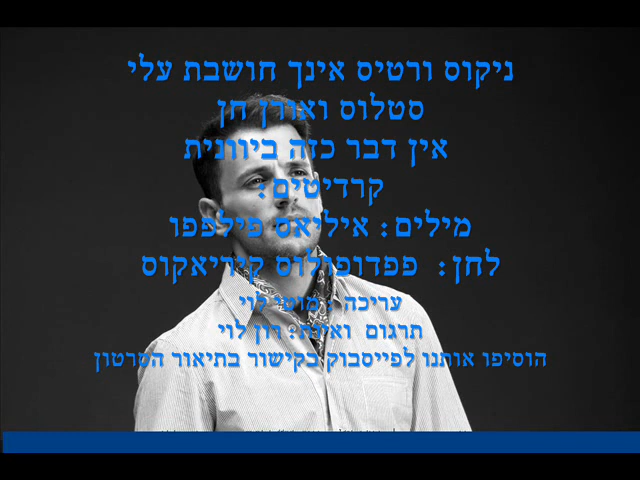 ניקוס ורטיס אינך חושבת עלי
סטלוס ואורן חן
אין דבר כזה ביוונית
קרדיטים:
מילים: איליאס פילפפו
לחן: פפדופולוס קיריאקוס
עריכה : מוטי לוי
תרגום ואיות: רון לוי
הוסיפו אותנו לפייסבוק בקישור בתיאור הסרטון